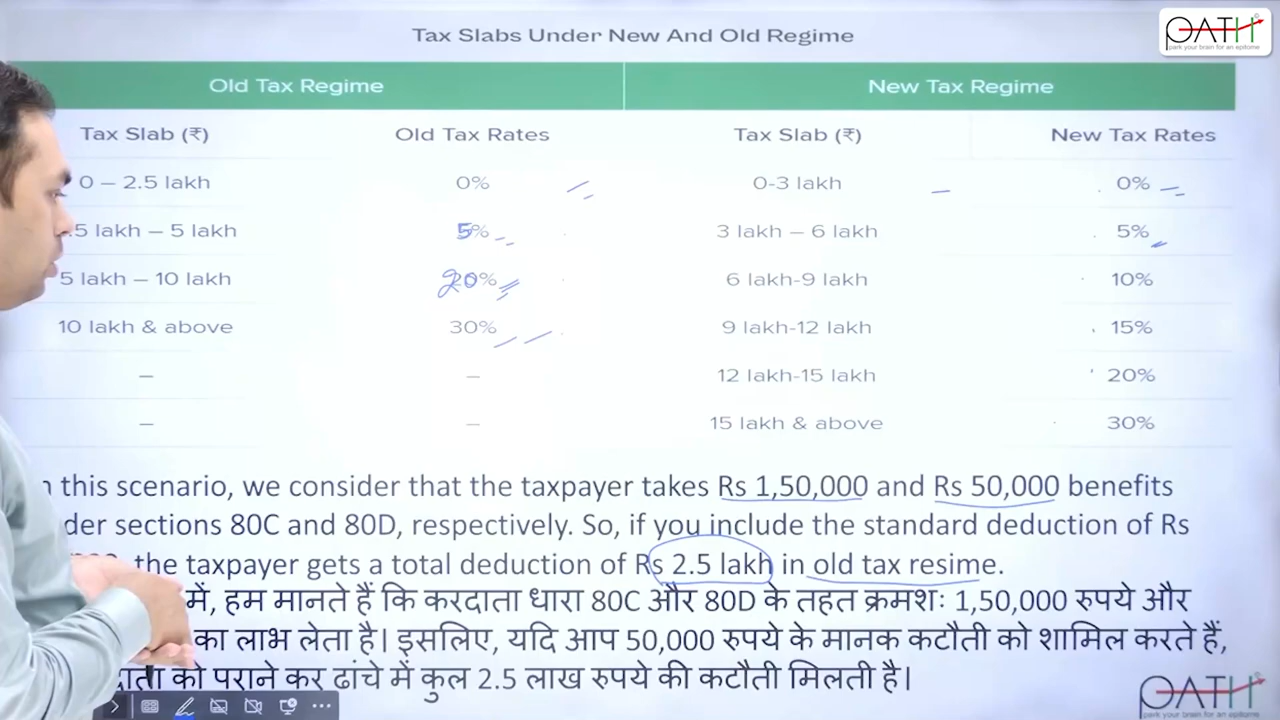 Tax Slabs Under New And Old Regime
PATH
park your brain for an epitome
Old Tax Regime New Tax Regime
Tax Slab (₹) Old Tax Rates Tax Slab (₹) New Tax Rates
0 – 2.5 lakh 0% 0-3 lakh 0%
.5 lakh – 5 lakh 5% 3 lakh – 6 lakh 5%
5 lakh – 10 lakh 20% 6 lakh-9 lakh 10%
10 lakh & above 30% 9 lakh-12 lakh 15%
– – 12 lakh-15 lakh 20%
– – 15 lakh & above 30%
this scenario, we consider that the taxpayer takes Rs 1,50,000 and Rs 50,000 benefits
der sections 80C and 80D, respectively. So, if you include the standard deduction of Rs
the taxpayer gets a total deduction of Rs 2.5 lakh in old tax resime.
में, हम मानते हैं कि करदाता धारा 80C और 80D के तहत क्रमशः 1,50,000 रुपये और
का लाभ लेता है। इसलिए, यदि आप 50,000 रुपये के मानक कटौती को शामिल करते हैं,
को पुराने कर ढांचे में कुल 2.5 लाख रुपये की कटौती मिलती है।
PATH
park your brain for an epitome